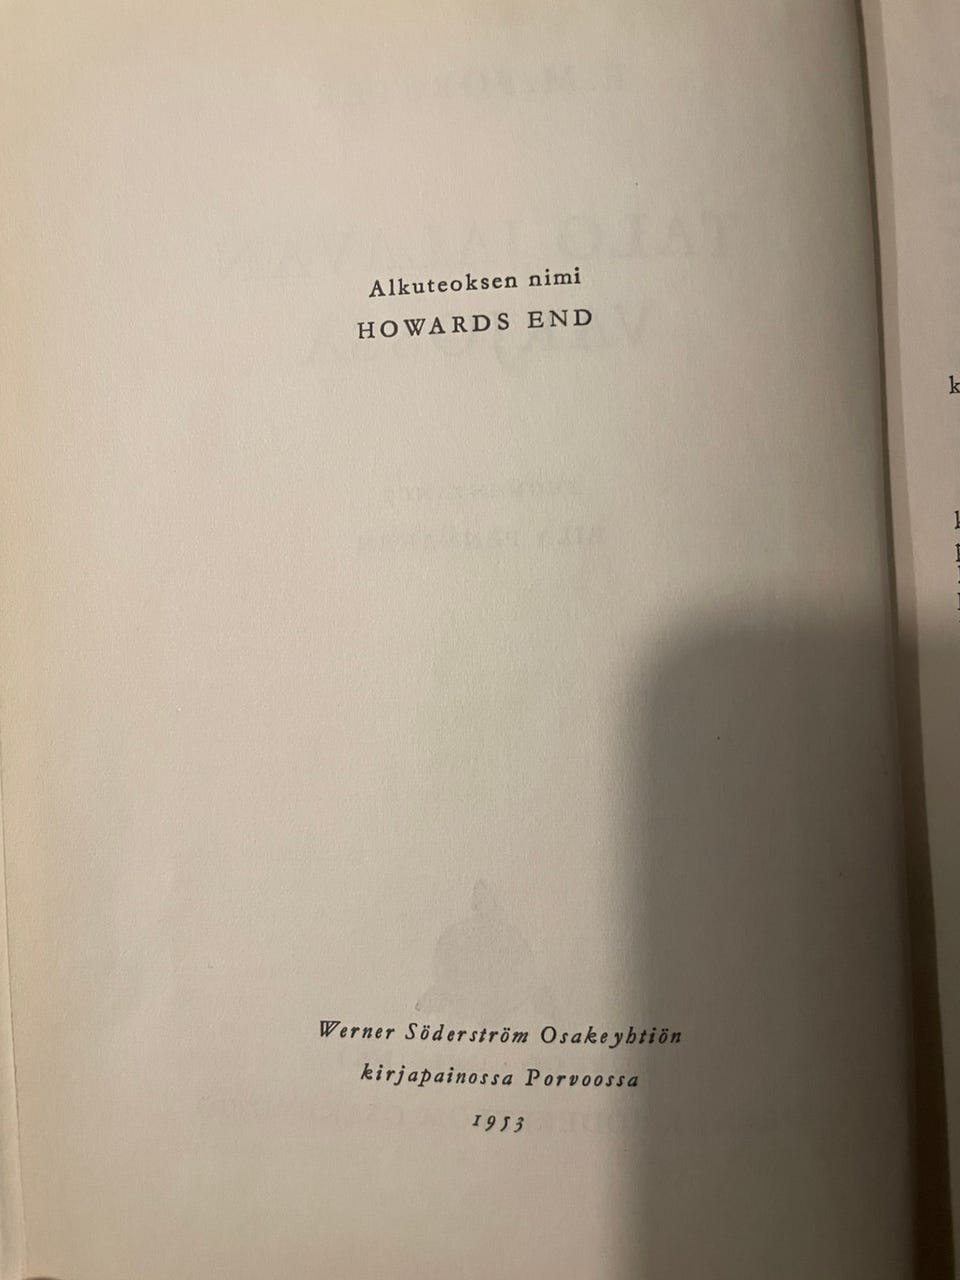 Alkuteoksen nimi
HOWARDS END
Werner Söderström Osakeyhtiön
kirjapainossa Porvoossa
1953